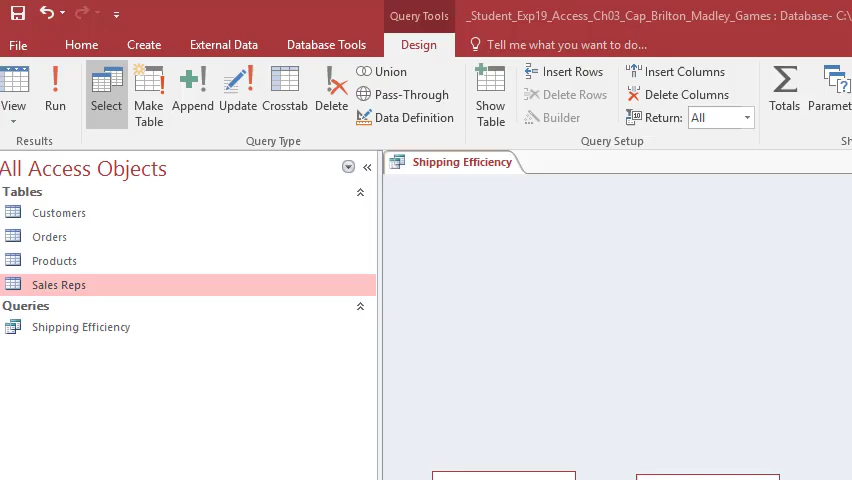 Query Tools
_Student_Exp19_Access_Ch03_Cap_Brilton_Madley_Games : Database- C:\
File Home Create External Data Database Tools Design Tell me what you want to do...
View
Run
Select
Make
Table
Append
Update
Crosstab
Delete
Union
Pass-Through
Data Definition
Show
Table
Insert Rows
Delete Rows
Builder
Insert Columns
Delete Columns
Return: All
Totals
Paramet
Results
Query Type
Query Setup
Sh
All Access Objects
Tables
Customers
Orders
Products
Sales Reps
Queries
Shipping Efficiency
Shipping Efficiency